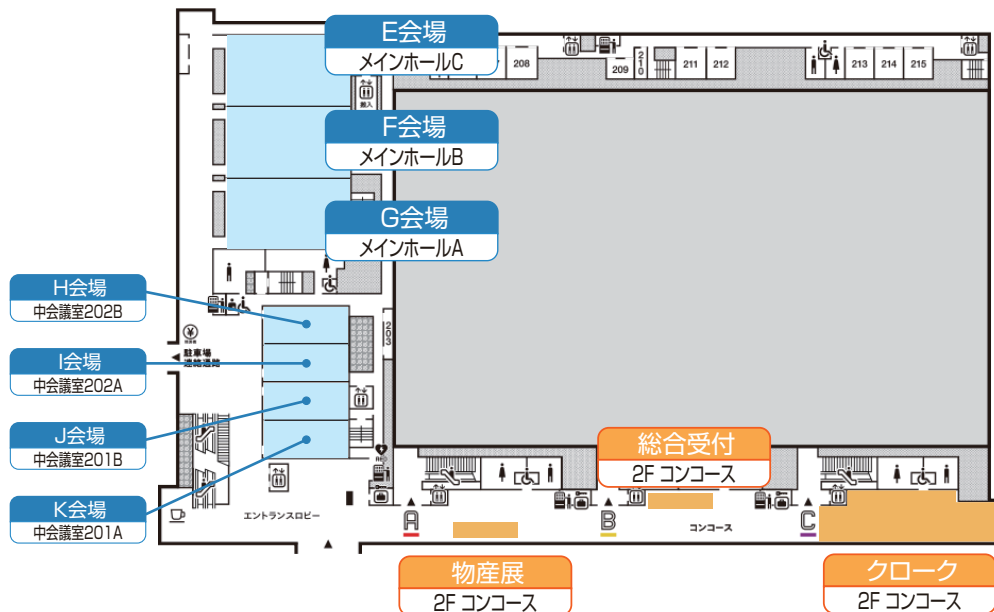 E会場
メインホールC
208
209
210
211
212
213
214
215
搬入
F会場
メインホールB
G会場
メインホールA
H会場
中会議室202B
203
駐車場
連絡通路
I会場
中会議室202A
J会場
中会議室201B
K会場
中会議室201A
AED
総合受付
2F コンコース
エントランスロビー
A
B
コンコース
C
物産展
2F コンコース
クローク
2F コンコース